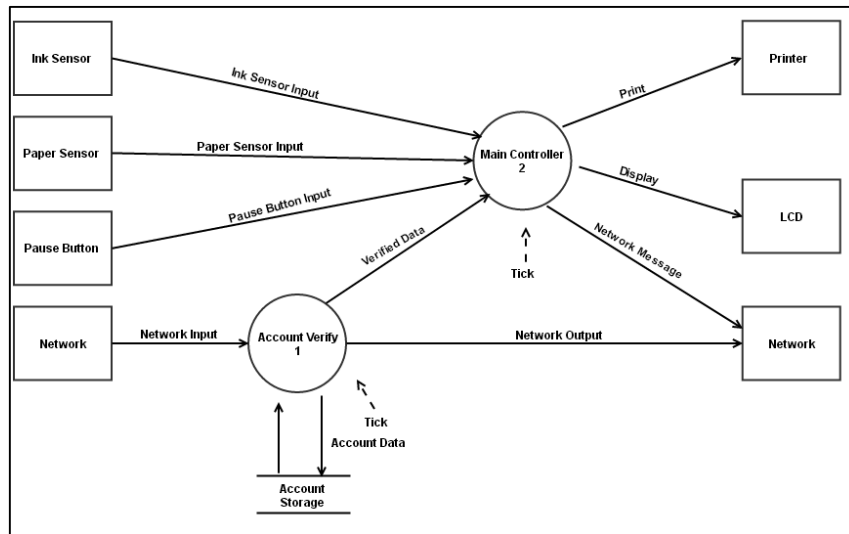 Ink Sensor
Printer
Ink Sensor Input
Print
Paper Sensor
Paper Sensor Input
Main Controller
2
Display
Pause Button Input
Pause Button
LCD
Verified Data
Network Message
Tick
Network
Network Input
Account Verify
1
Network Output
Network
Tick
Account Data
Account
Storage